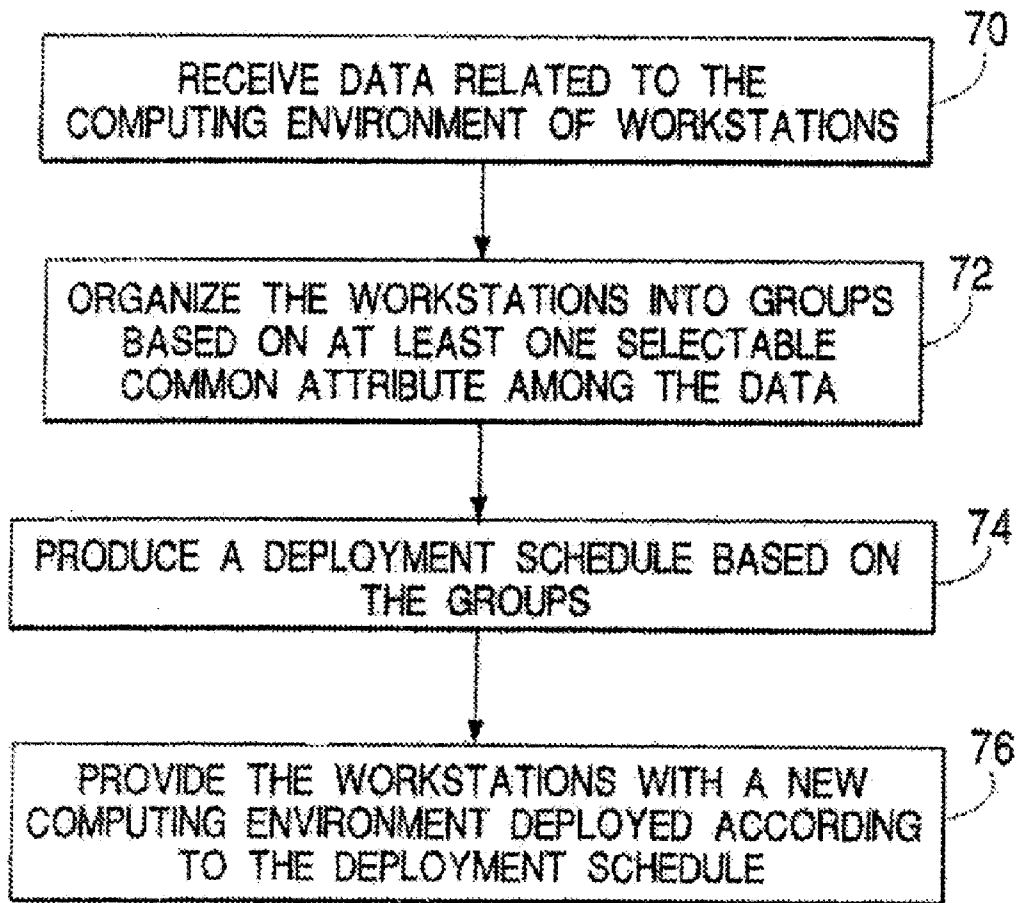 70
RECEIVE DATA RELATED TO THE
COMPUTING ENVIRONMENT OF WORKSTATIONS
72
ORGANIZE THE WORKSTATIONS INTO GROUPS
BASED ON AT LEAST ONE SELECTABLE
COMMON ATTRIBUTE AMONG THE DATA
74
PRODUCE A DEPLOYMENT SCHEDULE BASED ON
THE GROUPS
76
PROVIDE THE WORKSTATIONS WITH A NEW
COMPUTING ENVIRONMENT DEPLOYED ACCORDING
TO THE DEPLOYMENT SCHEDULE